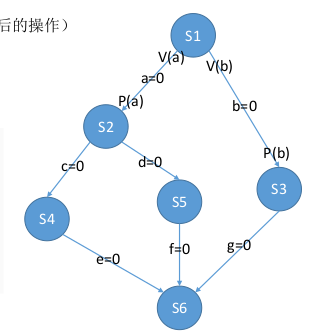 后的操作）
S1
V(a)
V(b)
a=0
P(a)
b=0
S2
P(b)
c=0
d=0
S3
S4
S5
e=0
f=0
g=0
S6